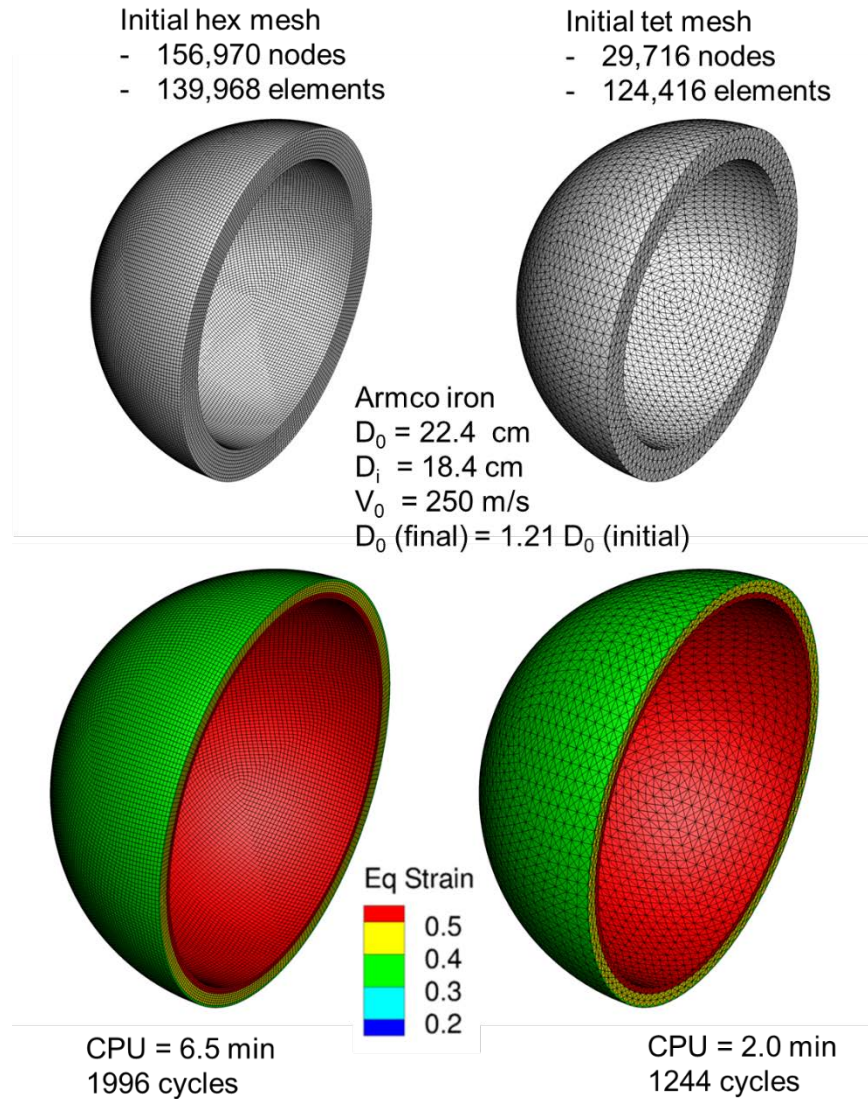 Initial hex mesh
- 156,970 nodes
- 139,968 elements
Initial tet mesh
- 29,716 nodes
- 124,416 elements
Armco iron
D₀ = 22.4 cm
Dᵢ = 18.4 cm
V₀ = 250 m/s
D₀ (final) = 1.21 D₀ (initial)
Eq Strain
0.5
0.4
0.3
0.2
CPU = 6.5 min
1996 cycles
CPU = 2.0 min
1244 cycles